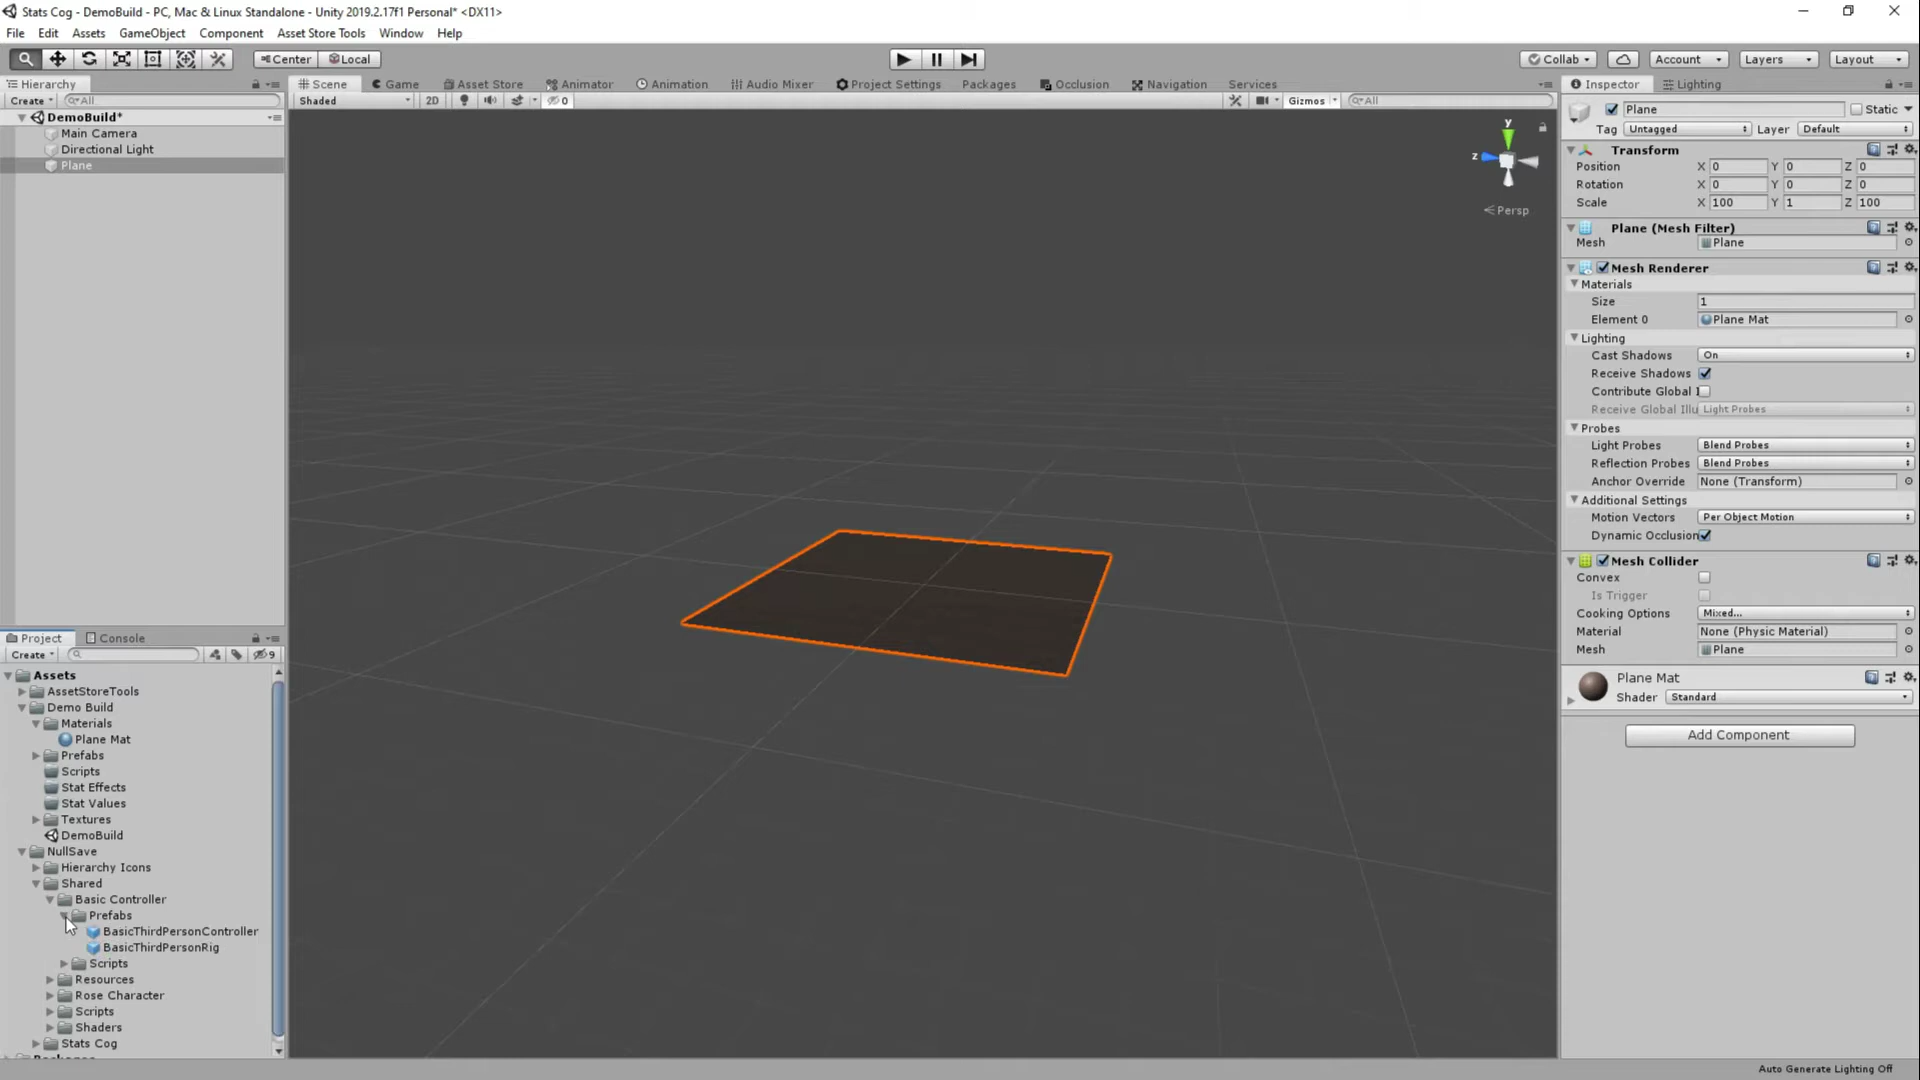 Stats Cog - DemoBuild - PC, Mac & Linux Standalone - Unity 2019.2.17f1 Personal* <DX11>
File Edit Assets GameObject Component Asset Store Tools Window Help
Center Local Collab Account Layers Layout
Hierarchy Scene Game Asset Store Animator Animation Audio Mixer Project Settings Packages Occlusion Navigation Services Inspector Lighting
Create All Shaded 2D 0 Gizmos All
Plane Static
Tag Untagged Layer Default
DemoBuild*
Main Camera
Directional Light
Plane
y
z
Persp
Transform
Position X 0 Y 0 Z 0
Rotation X 0 Y 0 Z 0
Scale X 100 Y 1 Z 100
Plane (Mesh Filter)
Mesh Plane
Mesh Renderer
Materials
Size 1
Element 0 Plane Mat
Lighting
Cast Shadows On
Receive Shadows
Contribute Global I
Receive Global Illu Light Probes
Probes
Light Probes Blend Probes
Reflection Probes Blend Probes
Anchor Override None (Transform)
Additional Settings
Motion Vectors Per Object Motion
Dynamic Occlusion
Mesh Collider
Convex
Is Trigger
Cooking Options Mixed...
Material None (Physic Material)
Mesh Plane
Plane Mat
Shader Standard
Add Component
Project Console
Create 9
Assets
AssetStoreTools
Demo Build
Materials
Plane Mat
Prefabs
Scripts
Stat Effects
Stat Values
Textures
DemoBuild
NullSave
Hierarchy Icons
Shared
Basic Controller
Prefabs
BasicThirdPersonController
BasicThirdPersonRig
Scripts
Resources
Rose Character
Scripts
Shaders
Stats Cog
Auto Generate Lighting Off